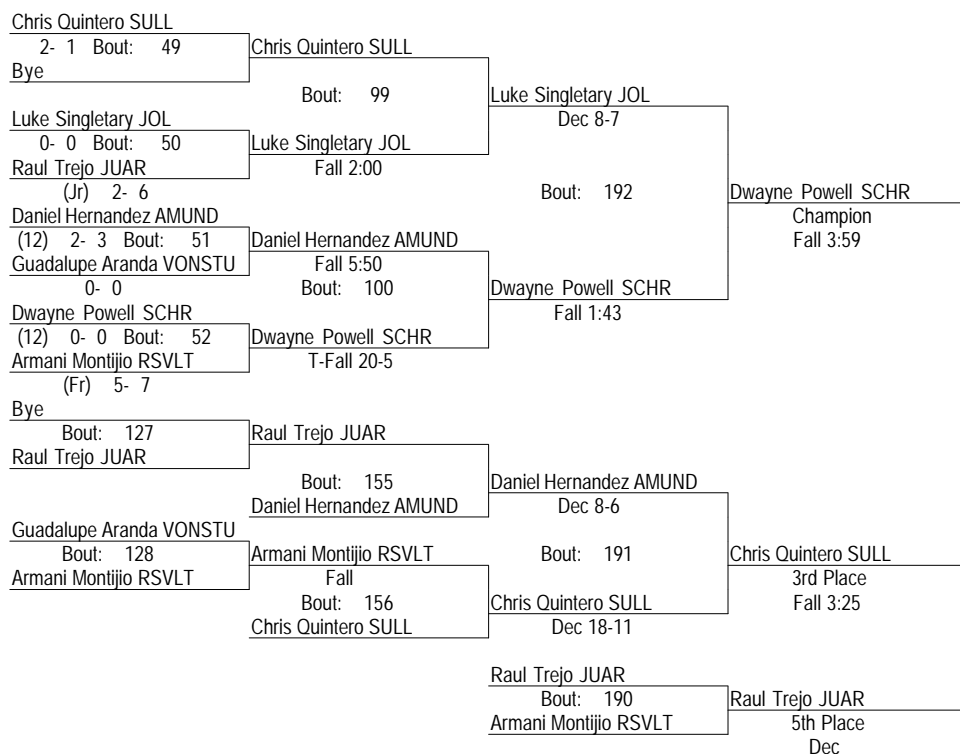 Chris Quintero SULL
2- 1 Bout: 49
Chris Quintero SULL
Bye
Bout: 99
Luke Singletary JOL
Luke Singletary JOL
Dec 8-7
0- 0 Bout: 50
Luke Singletary JOL
Raul Trejo JUAR
Fall 2:00
(Jr) 2- 6
Bout: 192
Dwayne Powell SCHR
Daniel Hernandez AMUND
Champion
(12) 2- 3 Bout: 51
Daniel Hernandez AMUND
Fall 3:59
Guadalupe Aranda VONSTU
Fall 5:50
0- 0
Bout: 100
Dwayne Powell SCHR
Dwayne Powell SCHR
Fall 1:43
(12) 0- 0 Bout: 52
Dwayne Powell SCHR
Armani Montijio RSVLT
T-Fall 20-5
(Fr) 5- 7
Bye
Bout: 127
Raul Trejo JUAR
Raul Trejo JUAR
Bout: 155
Daniel Hernandez AMUND
Daniel Hernandez AMUND
Dec 8-6
Guadalupe Aranda VONSTU
Bout: 128
Armani Montijio RSVLT
Bout: 191
Chris Quintero SULL
Armani Montijio RSVLT
Fall
3rd Place
Bout: 156
Chris Quintero SULL
Fall 3:25
Chris Quintero SULL
Dec 18-11
Raul Trejo JUAR
Bout: 190
Raul Trejo JUAR
Armani Montijio RSVLT
5th Place
Dec